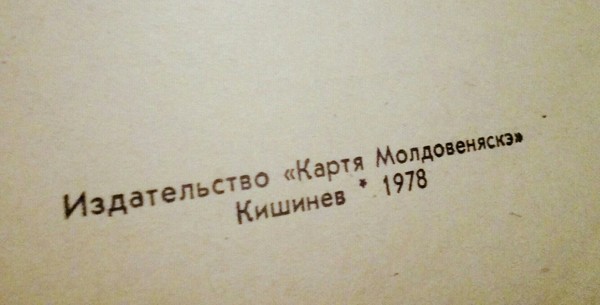 Издательство «Картя Молдовеняскэ»
Кишинев * 1978